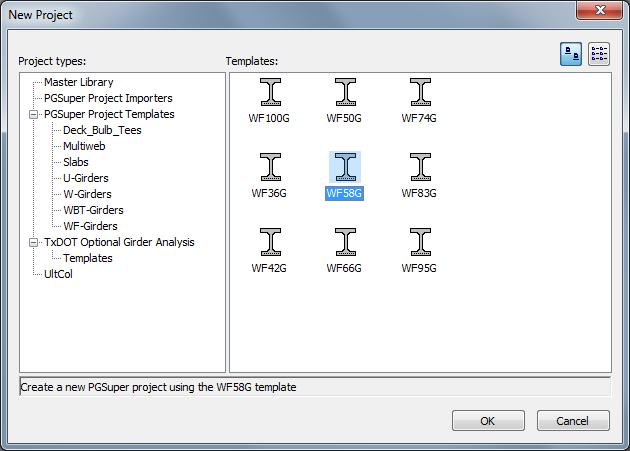 New Project
Project types:
Templates:
Master Library
PGSuper Project Importers
PGSuper Project Templates
Deck_Bulb_Tees
Multiweb
Slabs
U-Girders
W-Girders
WBT-Girders
WF-Girders
TxDOT Optional Girder Analysis
Templates
UltCol
WF100G WF50G WF74G
WF36G WF58G WF83G
WF42G WF66G WF95G
Create a new PGSuper project using the WF58G template
OK Cancel